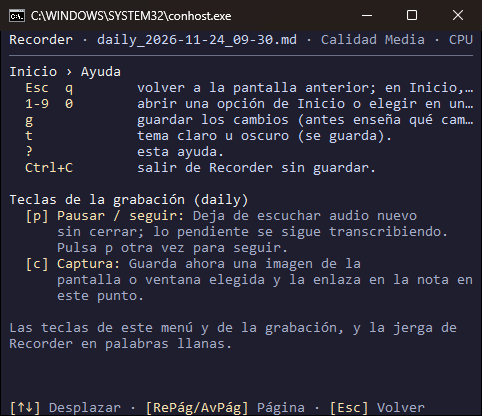 C:\WINDOWS\SYSTEM32\conhost.exe
Recorder · daily_2026-11-24_09-30.md · Calidad Media · CPU
Inicio › Ayuda
Esc q volver a la pantalla anterior; en Inicio,…
1-9 0 abrir una opción de Inicio o elegir en un…
g guardar los cambios (antes enseña qué cam…
t tema claro u oscuro (se guarda).
? esta ayuda.
Ctrl+C salir de Recorder sin guardar.
Teclas de la grabación (daily)
[p] Pausar / seguir: Deja de escuchar audio nuevo
sin cerrar; lo pendiente se sigue transcribiendo.
Pulsa p otra vez para seguir.
[c] Captura: Guarda ahora una imagen de la
pantalla o ventana elegida y la enlaza en la nota en
este punto.
Las teclas de este menú y de la grabación, y la jerga de
Recorder en palabras llanas.
[↑↓] Desplazar · [RePág/AvPág] Página · [Esc] Volver